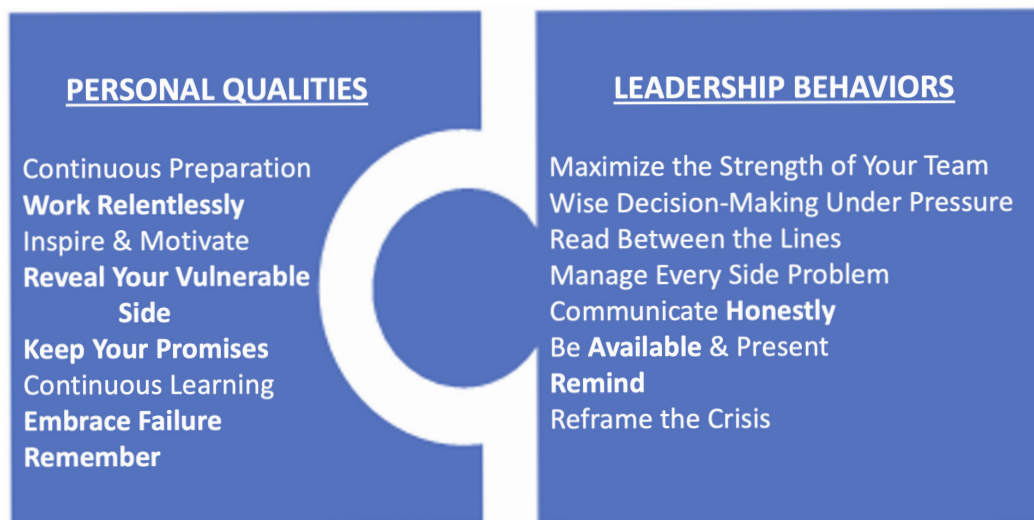 PERSONAL QUALITIES
Continuous Preparation
Work Relentlessly
Inspire & Motivate
Reveal Your Vulnerable
Side
Keep Your Promises
Continuous Learning
Embrace Failure
Remember
LEADERSHIP BEHAVIORS
Maximize the Strength of Your Team
Wise Decision-Making Under Pressure
Read Between the Lines
Manage Every Side Problem
Communicate Honestly
Be Available & Present
Remind
Reframe the Crisis